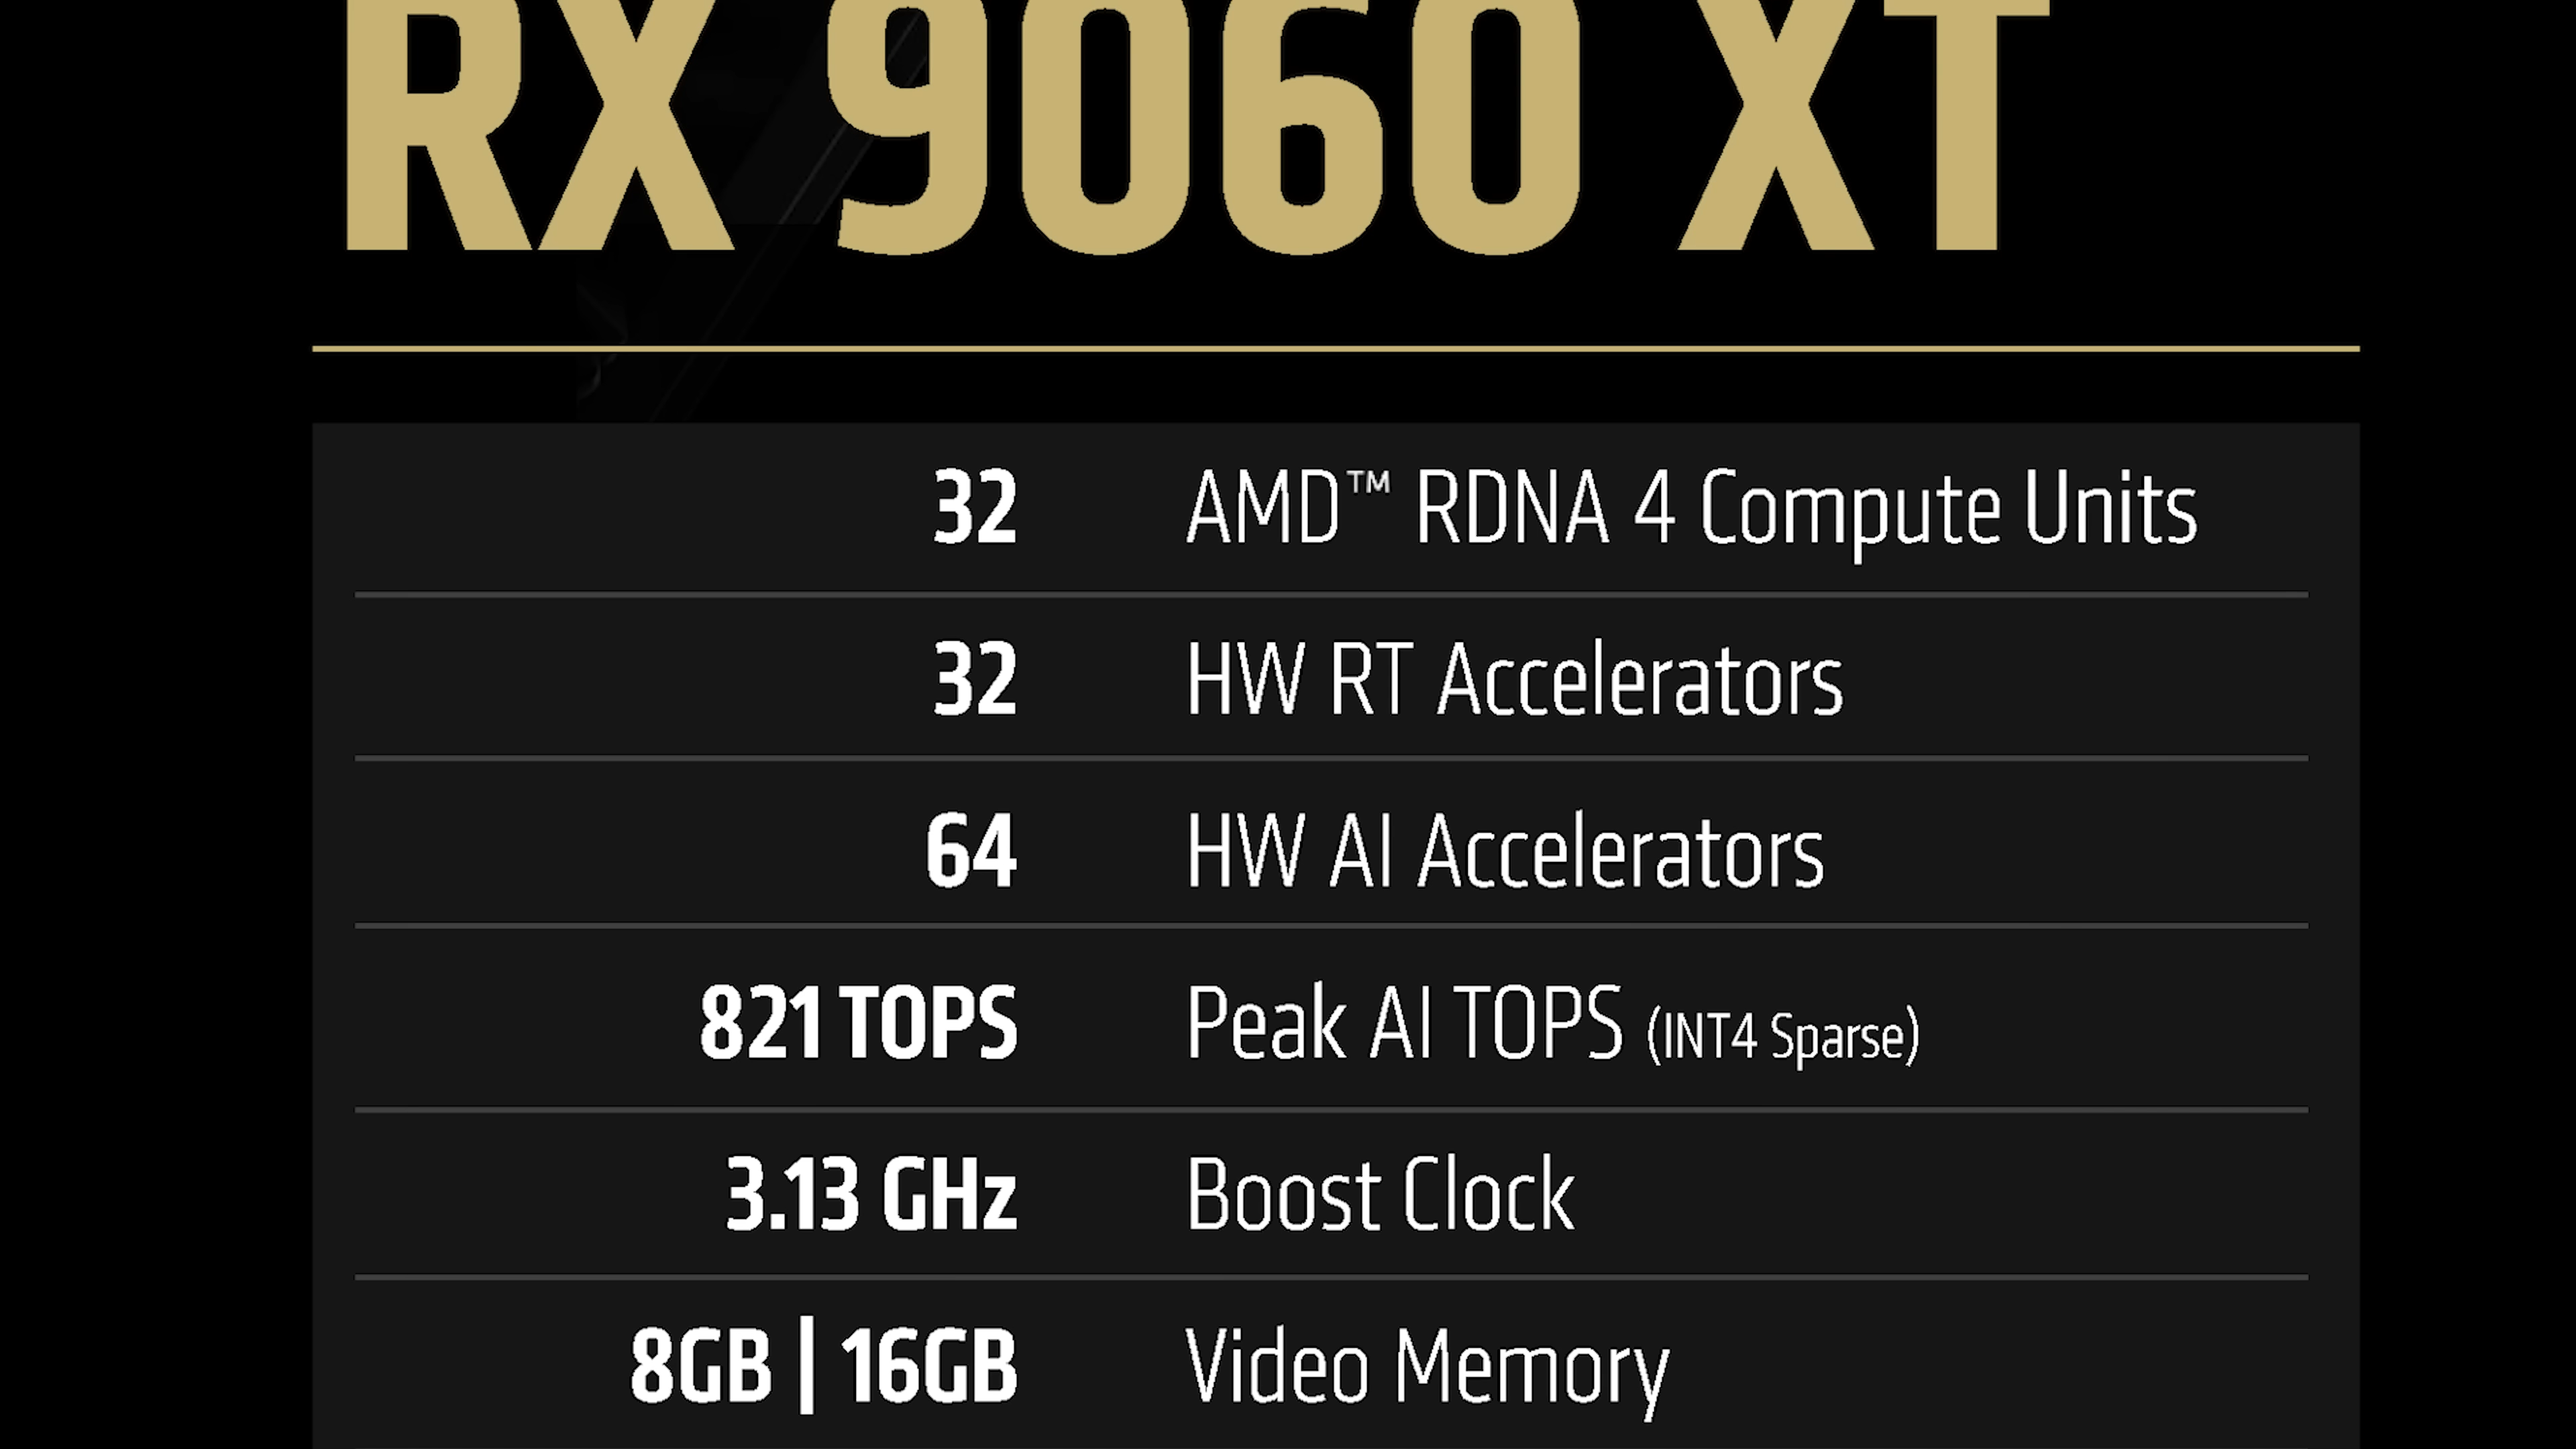 RX 9060 XT
32 AMD™ RDNA 4 Compute Units
32 HW RT Accelerators
64 HW AI Accelerators
821 TOPS Peak AI TOPS (INT4 Sparse)
3.13 GHz Boost Clock
8GB | 16GB Video Memory